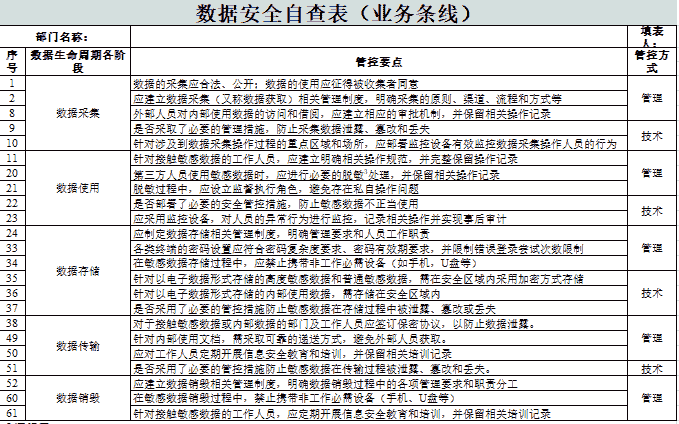 数据安全自查表（业务条线）
部门名称： 填表人：
序号 数据生命周期各阶段 管控要点 管控方式
1 数据采集 数据的采集应合法、公开；数据的使用应征得被收集者同意 管理
2 应建立数据采集（又称数据获取）相关管理制度，明确采集的原则、渠道、流程和方式等
8 外部人员对内部使用数据的访问和借阅，应建立相应的审批机制，并保留相关操作记录
9 是否采取了必要的管理措施，防止采集数据泄露、篡改和丢失 技术
10 针对涉及到数据采集操作过程的重点区域和场所，应部署监控设备有效监控数据采集操作人员的行为
11 数据使用 针对接触敏感数据的工作人员，应建立明确相关操作规范，并完整保留操作记录 管理
20 第三方人员使用敏感数据时，应进行必要的脱敏¹处理，并保留相关操作记录
21 脱敏过程中，应设立监督执行角色，避免存在私自操作问题
22 是否部署了必要的安全管控措施，防止敏感数据不正当使用 技术
23 应采用监控设备，对人员的异常行为进行监控，记录相关操作并实现事后审计
24 数据存储 应制定数据存储相关管理制度，明确管理要求和人员工作职责 管理
33 各类终端的密码设置应符合密码复杂度要求、密码有效期要求，并限制错误登录尝试次数限制
34 在敏感数据存储过程中，应禁止携带非工作必需设备（如手机，U盘等）
35 针对以电子数据形式存储的高度敏感数据和普通敏感数据，需在安全区域内采用加密方式存储 技术
36 针对以电子数据形式存储的内部使用数据，需存储在安全区域内
37 是否采用了必要的管控措施防止敏感数据在存储过程中被泄露、篡改或丢失
38 数据传输 对于接触敏感数据或内部数据的部门及工作人员应签订保密协议，以防止数据泄露。 管理
49 针对内部使用文档，需采取可靠的递送方式，避免外部人员获取。
50 应对工作人员定期开展信息安全教育和培训，并保留相关培训记录
51 是否采用了必要的管控措施防止敏感数据在传输过程被泄露、篡改和丢失。 技术
52 数据销毁 应建立数据销毁相关管理制度，明确数据销毁过程中的各项管理要求和职责分工 管理
60 在敏感数据销毁过程中，禁止携带非工作必需设备（手机、U盘等）
61 针对接触敏感数据的工作人员，应定期开展信息安全教育和培训，并保留相关培训记录